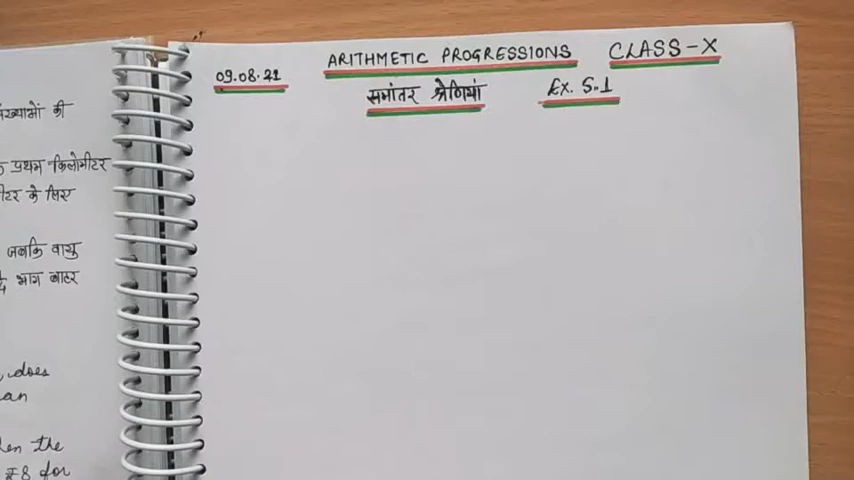 संख्याओं की
प्रथम किलोमीटर
मीटर के लिए
जबकि वायु
भाग बाहर
does
an
the
₹8 for
09.08.21 ARITHMETIC PROGRESSIONS CLASS-X
समांतर श्रेणियां Ex. 5.1